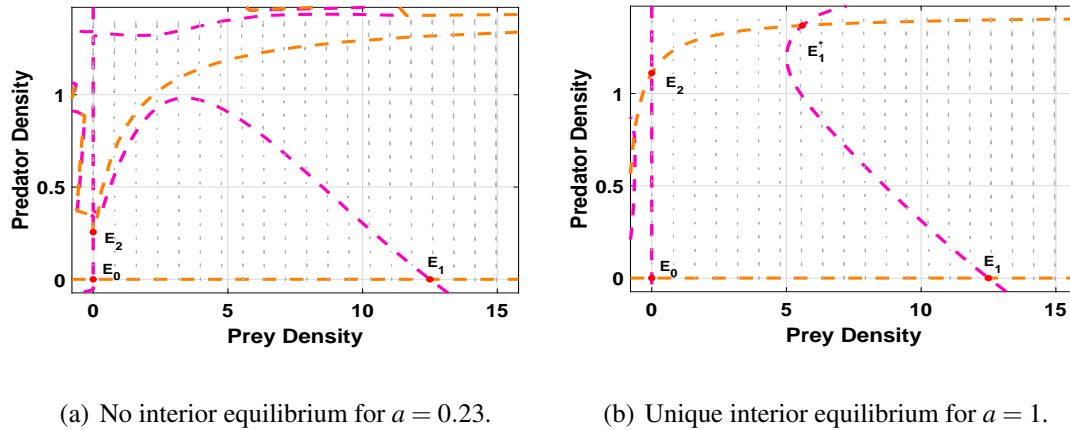 Predator Density
1
0.5
0
E2
E0
E1
0
5
10
15
Prey Density
(a) No interior equilibrium for a = 0.23.
Predator Density
1
0.5
0
E2
E1*
E0
E1
0
5
10
15
Prey Density
(b) Unique interior equilibrium for a = 1.